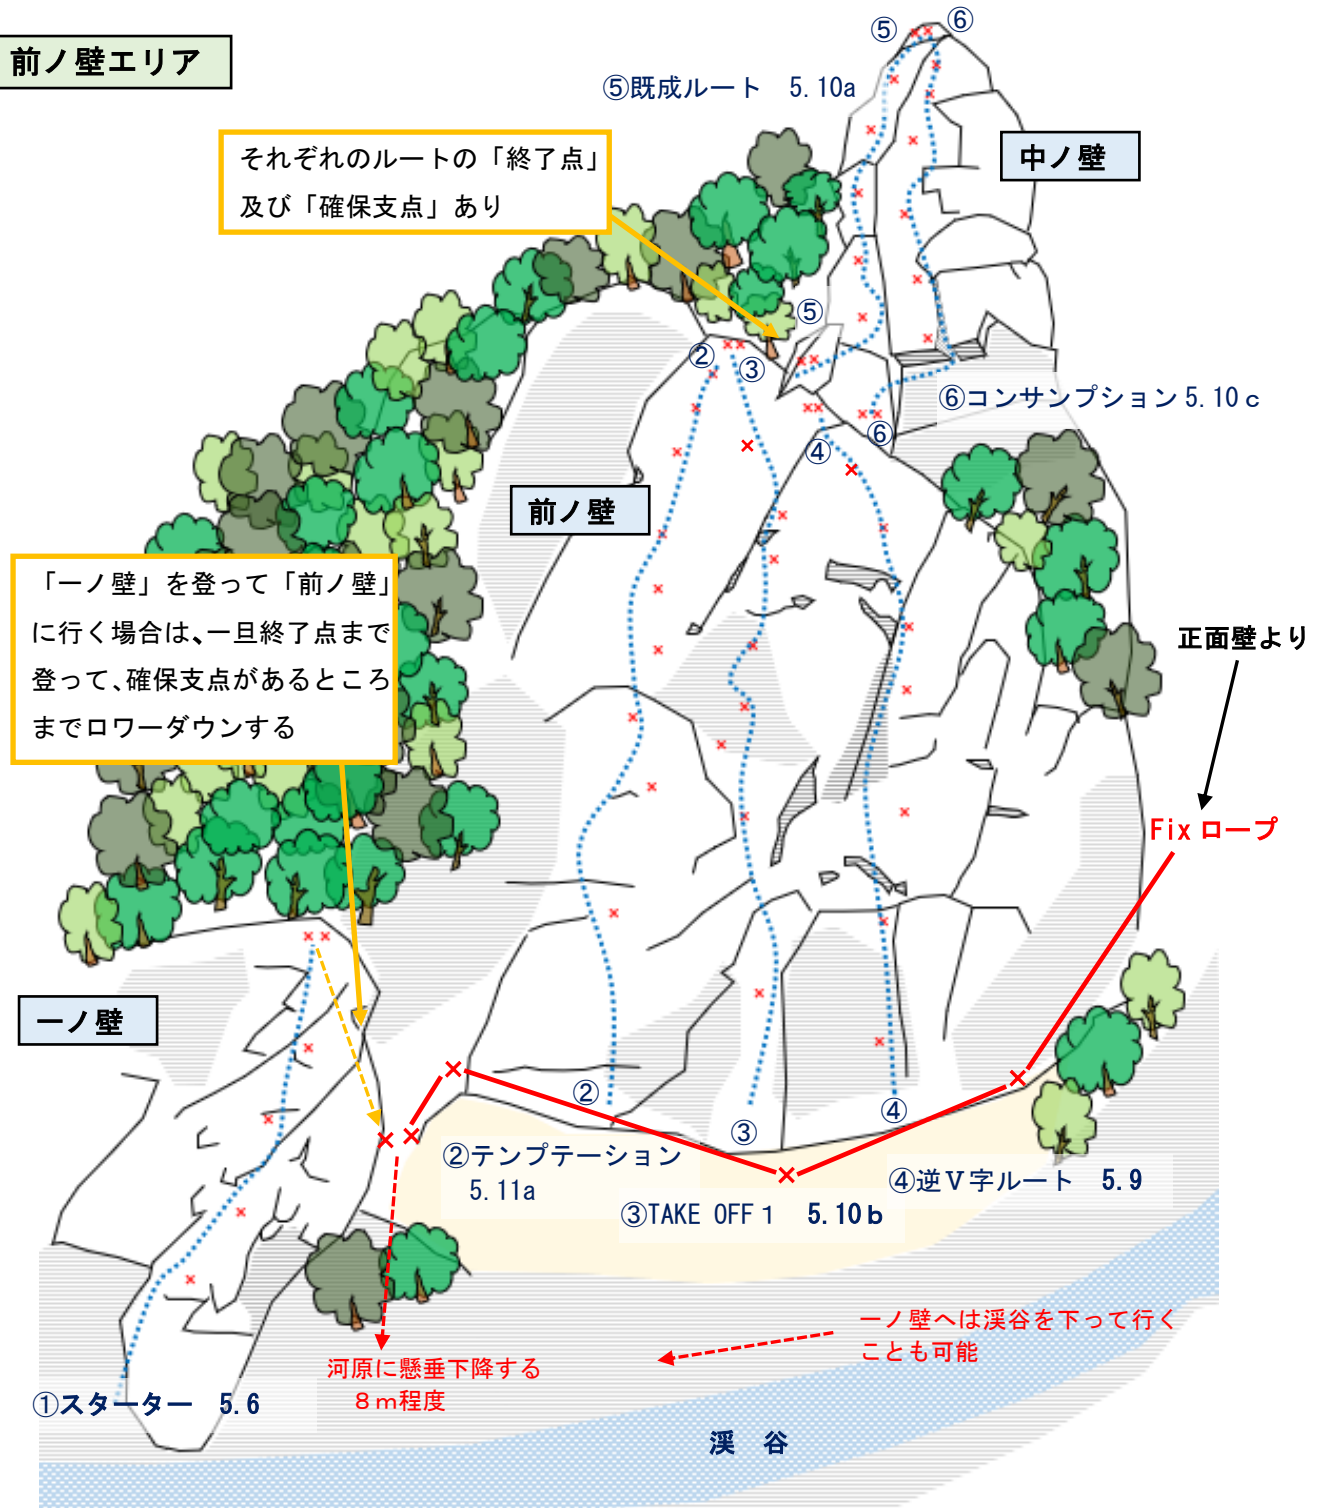 前ノ壁エリア
⑤
⑥
⑤既成ルート 5.10a
それぞれのルートの「終了点」
及び「確保支点」あり
中ノ壁
⑤
②
③
⑥コンサンプション 5.10ｃ
④
⑥
前ノ壁
「一ノ壁」を登って「前ノ壁」
に行く場合は、一旦終了点まで
登って、確保支点があるところ
までロワーダウンする
正面壁より
Fix ロープ
一ノ壁
②
③
④
②テンプテーション
5.11a
③TAKE OFF 1 5.10b
④逆Ｖ字ルート 5.9
一ノ壁へは渓谷を下って行く
ことも可能
河原に懸垂下降する
８ｍ程度
①スターター 5.6
渓 谷